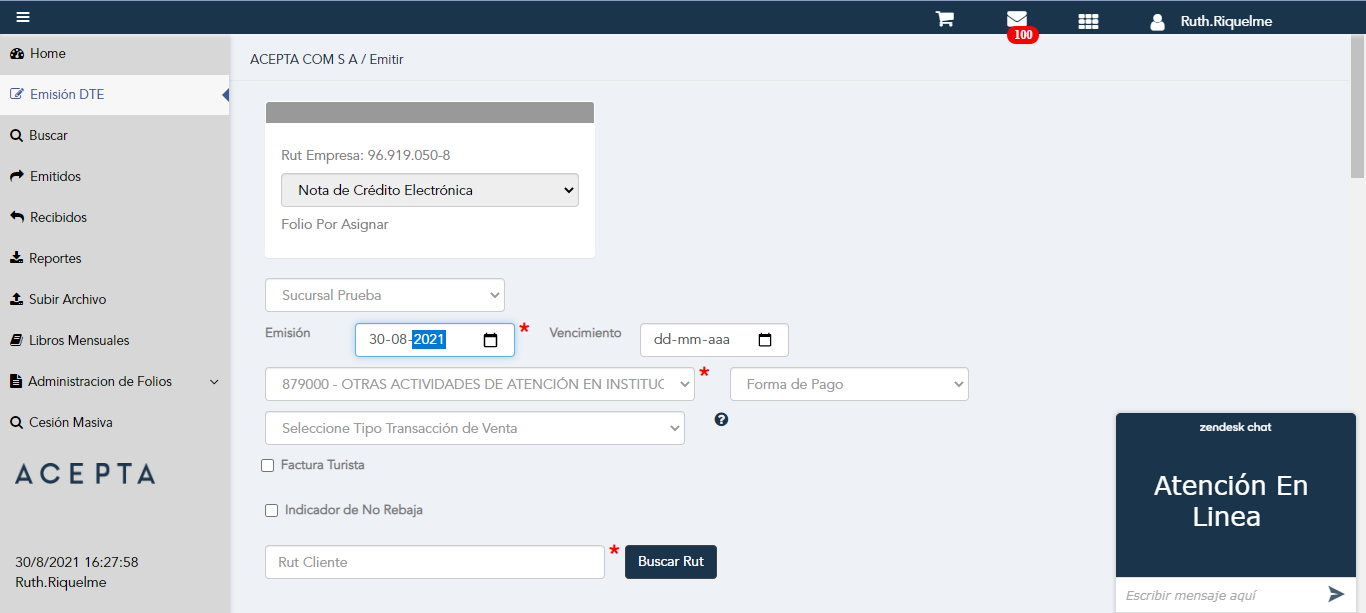 100
Ruth.Riquelme
Home
Emisión DTE
Buscar
Emitidos
Recibidos
Reportes
Subir Archivo
Libros Mensuales
Administracion de Folios
Cesión Masiva
ACEPTA
30/8/2021 16:27:58
Ruth.Riquelme
ACEPTA COM S A / Emitir
Rut Empresa: 96.919.050-8
Nota de Crédito Electrónica
Folio Por Asignar
Sucursal Prueba
Emisión 30-08-2021 * Vencimiento dd-mm-aaa
879000 - OTRAS ACTIVIDADES DE ATENCIÓN EN INSTITUC * Forma de Pago
Seleccione Tipo Transacción de Venta ?
Factura Turista
Indicador de No Rebaja
Rut Cliente * Buscar Rut
zendesk chat
Atención En
Linea
Escribir mensaje aquí